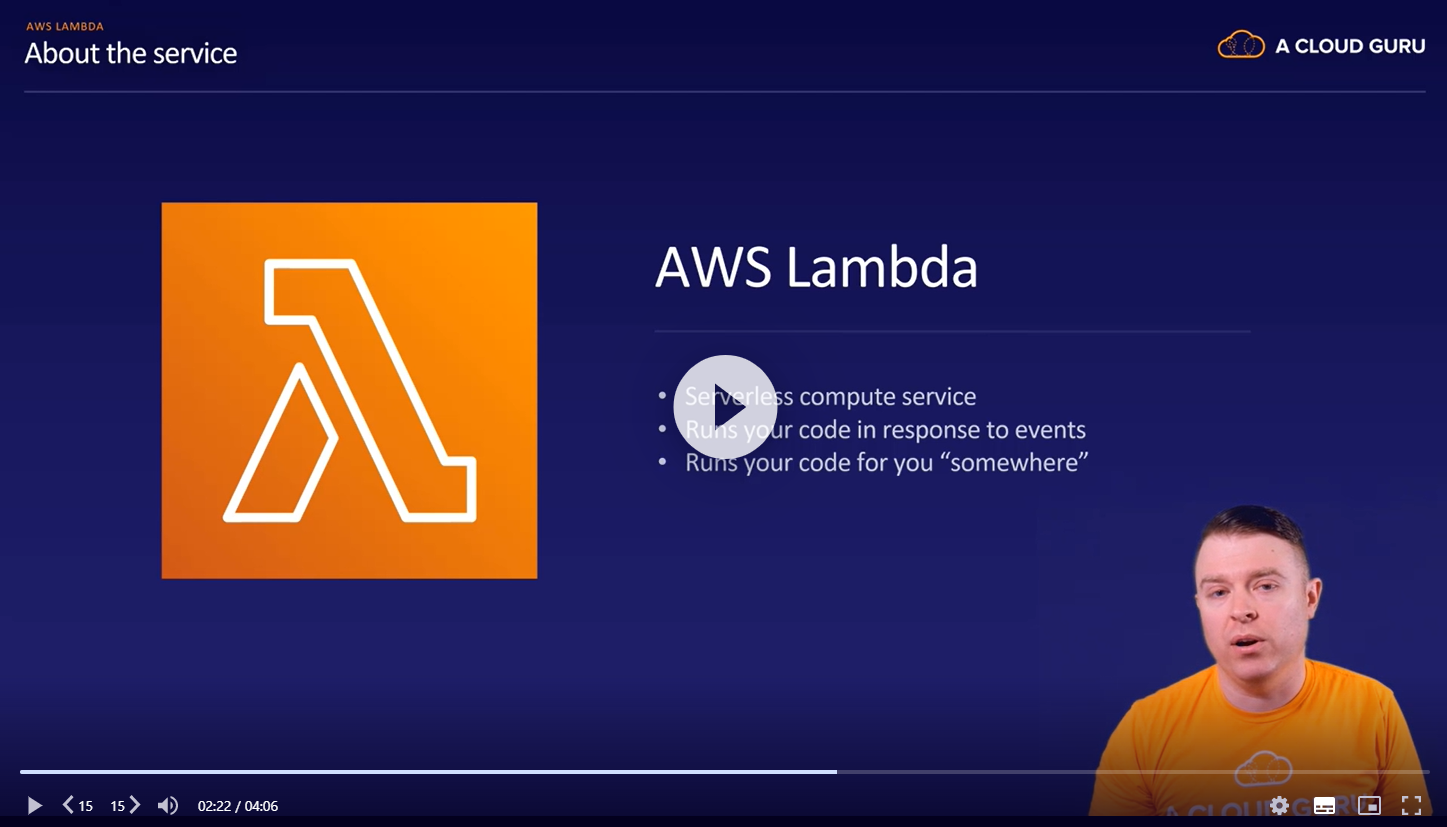 AWS LAMBDA
About the service
A CLOUD GURU
AWS Lambda
• Serverless compute service
• Runs your code in response to events
• Runs your code for you “somewhere”
A CLOUD GURU
15 15 02:22 / 04:06